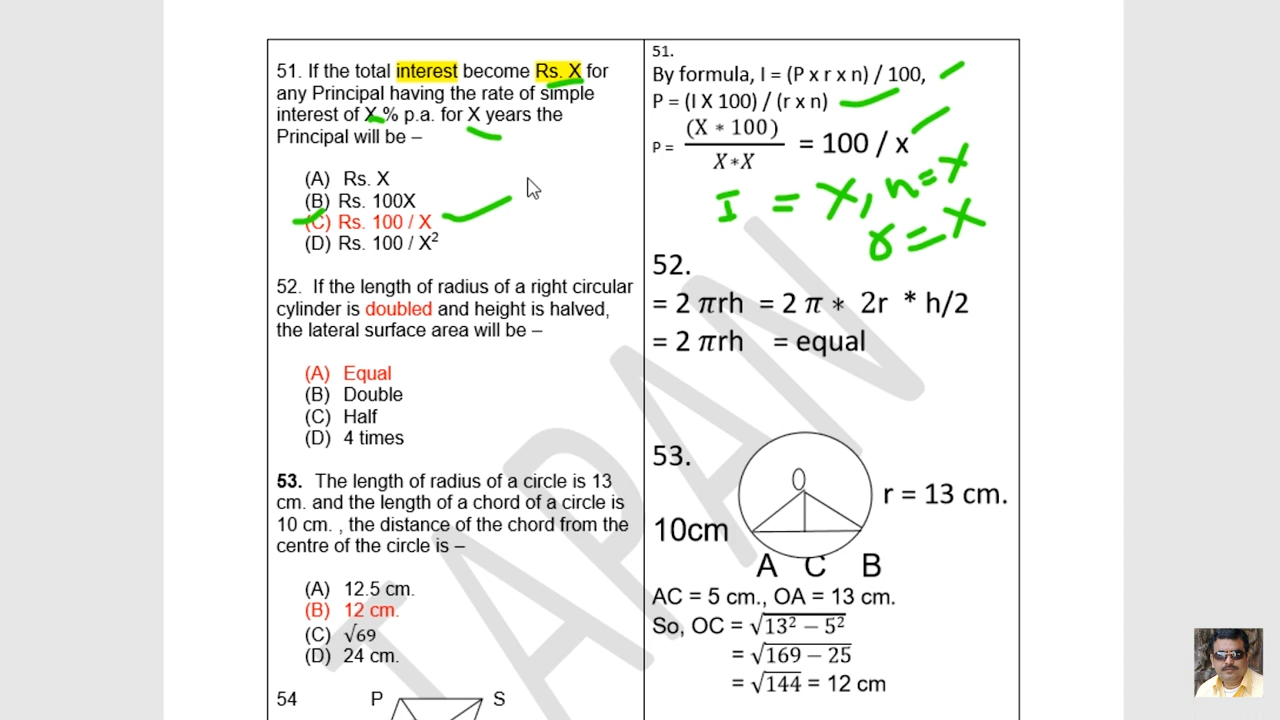 51. If the total interest become Rs. X for
any Principal having the rate of simple
interest of X % p.a. for X years the
Principal will be –
(A) Rs. X
(B) Rs. 100X
(C) Rs. 100 / X
(D) Rs. 100 / X²
52. If the length of radius of a right circular
cylinder is doubled and height is halved,
the lateral surface area will be –
(A) Equal
(B) Double
(C) Half
(D) 4 times
53. The length of radius of a circle is 13
cm. and the length of a chord of a circle is
10 cm. , the distance of the chord from the
centre of the circle is –
(A) 12.5 cm.
(B) 12 cm.
(C) √69
(D) 24 cm.
54 P S
51.
By formula, I = (P x r x n) / 100,
P = (I X 100) / (r x n)
P = (X * 100) / X*X = 100 / x
I = X, n = X
r = X
52.
= 2 πrh = 2 π * 2r * h/2
= 2 πrh = equal
53.
O
r = 13 cm.
10cm
A C B
AC = 5 cm., OA = 13 cm.
So, OC = √13² – 5²
= √169 – 25
= √144 = 12 cm
TAPAN